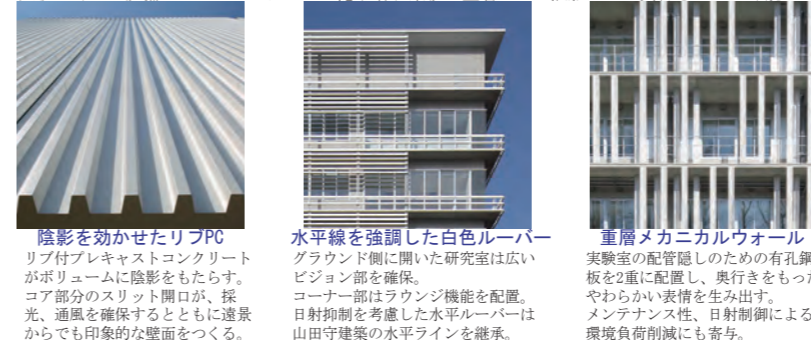 陰影を効かせたリブPC
リブ付プレキャストコンクリート
がボリュームに陰影をもたらす。
コア部分のスリット開口が、採
光、通風を確保するとともに遠景
からでも印象的な壁面をつくる。
水平線を強調した白色ルーバー
グラウンド側に開いた研究室は広い
ビジョン部を確保。
コーナー部はラウンジ機能を配置。
日射抑制を考慮した水平ルーバーは
山田守建築の水平ラインを継承。
重層メカニカルウォール
実験室の配管隠しのための有孔鋼
板を2重に配置し、奥行きをもった
やわらかい表情を生み出す。
メンテナンス性、日射制御による
環境負荷削減にも寄与。